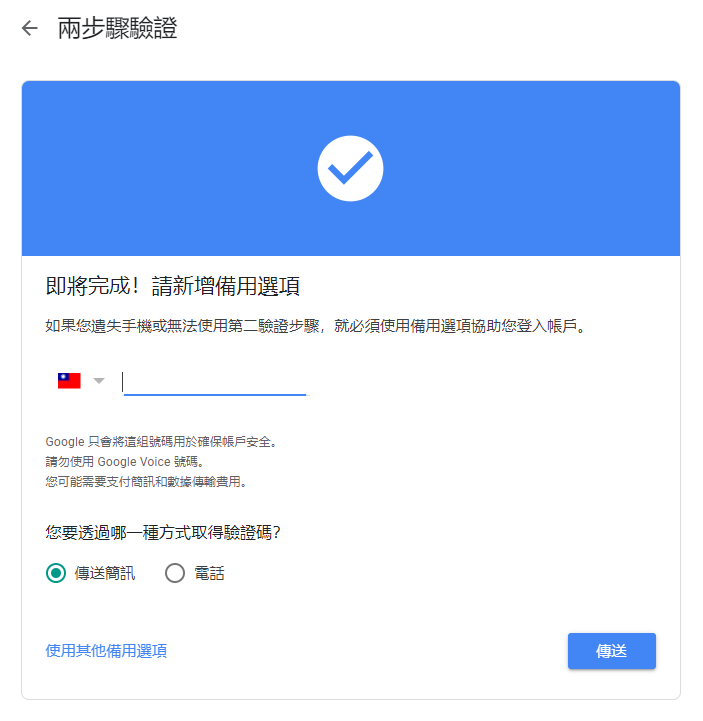 兩步驟驗證
即將完成！請新增備用選項
如果您遺失手機或無法使用第二驗證步驟，就必須使用備用選項協助您登入帳戶。
Google 只會將這組號碼用於確保帳戶安全。
請勿使用 Google Voice 號碼。
您可能需要支付簡訊和數據傳輸費用。
您要透過哪一種方式取得驗證碼？
傳送簡訊 電話
使用其他備用選項 傳送